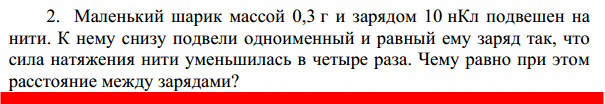 2. Маленький шарик массой 0,3 г и зарядом 10 нКл подвешен на
нити. К нему снизу подвели одноименный и равный ему заряд так, что
сила натяжения нити уменьшилась в четыре раза. Чему равно при этом
расстояние между зарядами?